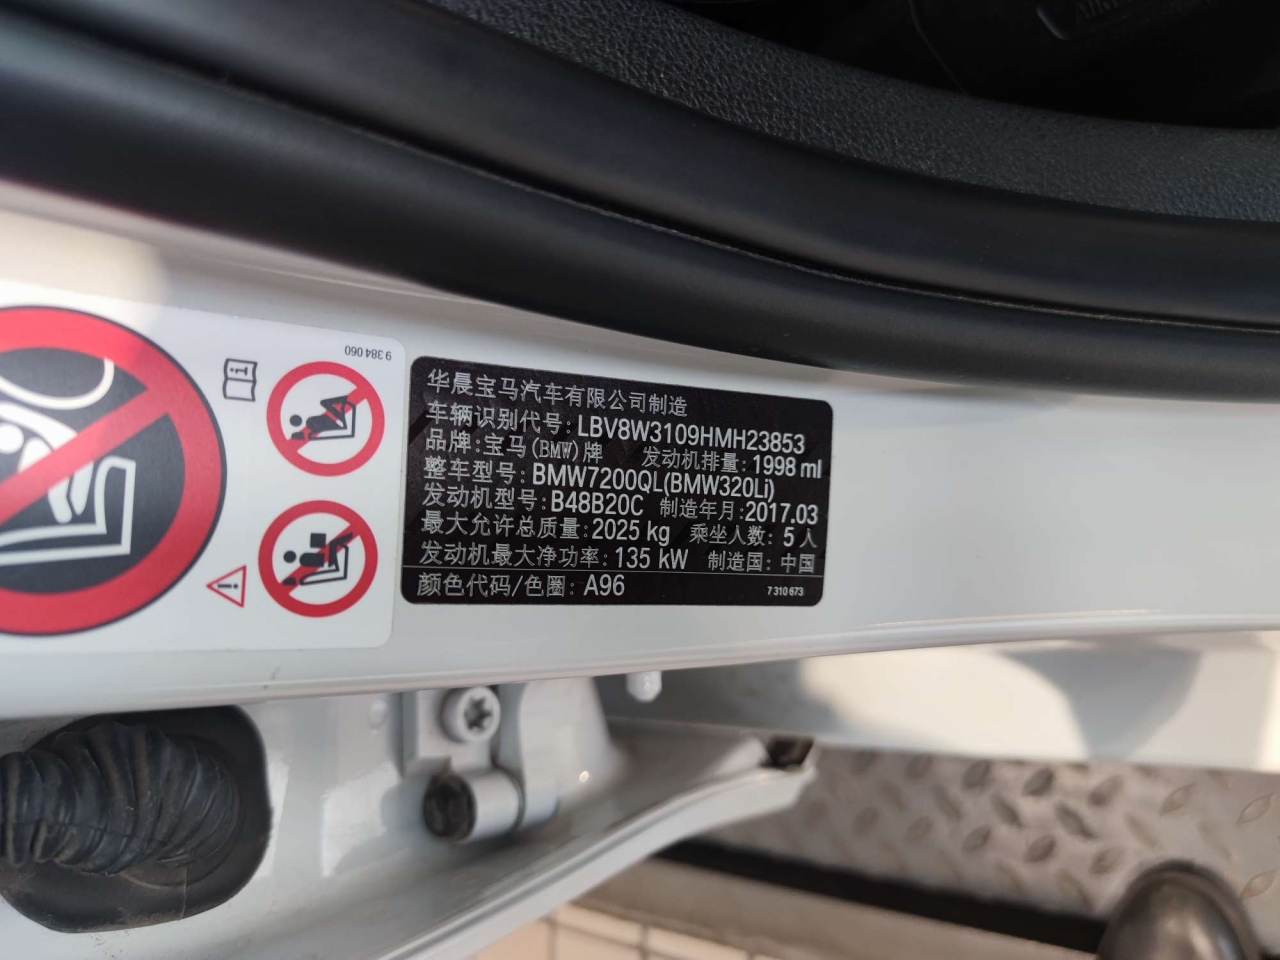 9 384 060
华晨宝马汽车有限公司制造
车辆识别代号: LBV8W3109HMH23853
品牌: 宝马(BMW)牌 发动机排量: 1998 ml
整车型号: BMW7200QL(BMW320Li)
发动机型号: B48B20C 制造年月: 2017.03
最大允许总质量: 2025 kg 乘坐人数: 5 人
发动机最大净功率: 135 kW 制造国: 中国
颜色代码/色圈: A96 7 310 673